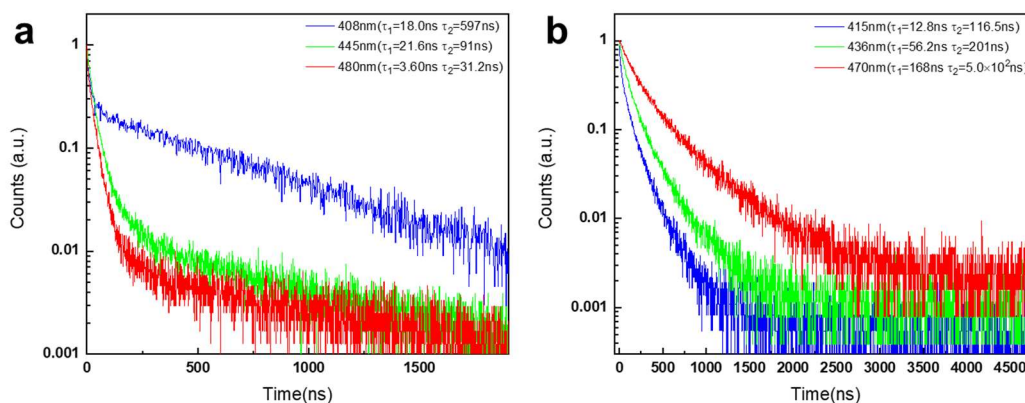 a
408nm(τ1=18.0ns τ2=597ns)
445nm(τ1=21.6ns τ2=91ns)
480nm(τ1=3.60ns τ2=31.2ns)
1
0.1
0.01
0.001
Counts (a.u.)
0 500 1000 1500
Time(ns)
b
415nm(τ1=12.8ns τ2=116.5ns)
436nm(τ1=56.2ns τ2=201ns)
470nm(τ1=168ns τ2=5.0×10²ns)
1
0.1
0.01
0.001
Counts (a.u.)
0 500 1000 1500 2000 2500 3000 3500 4000 4500
Time(ns)